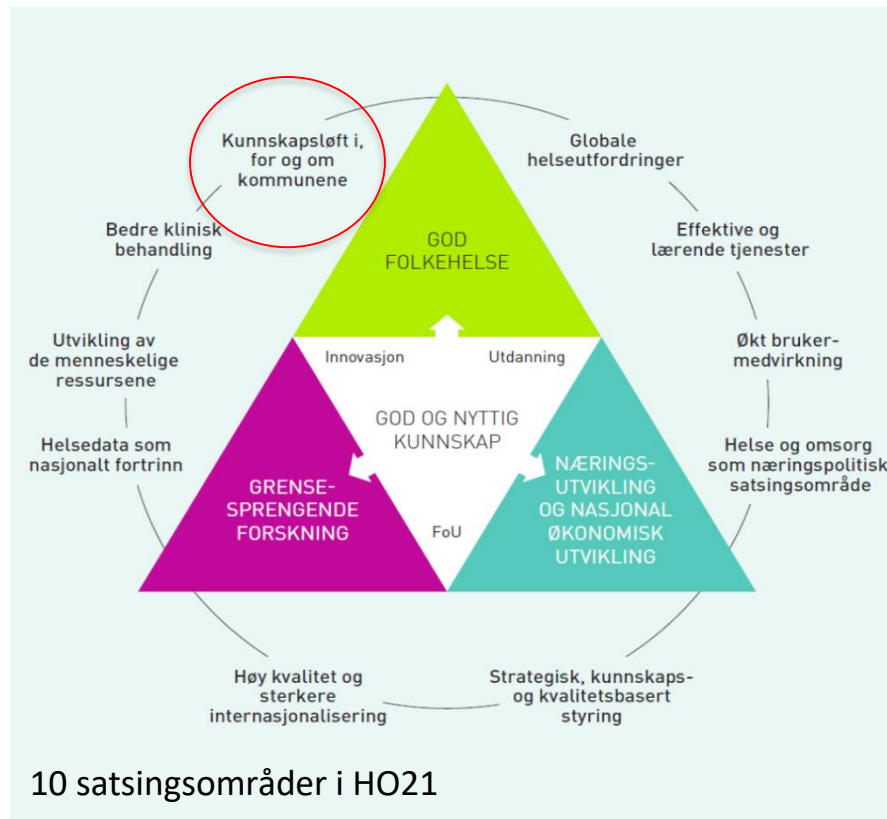 Kunnskapsløft i,
for og om
kommunene
Globale
helseutfordringer
Bedre klinisk
behandling
Effektive og
lærende tjenester
Utvikling av
de menneskelige
ressursene
Økt bruker-
medvirkning
Helsedata som
nasjonalt fortrinn
Helse og omsorg
som næringspolitisk
satsingsområde
Høy kvalitet og
sterkere
internasjonalisering
Strategisk, kunnskaps-
og kvalitetsbasert
styring
GOD
FOLKEHELSE
Innovasjon
Utdanning
GOD OG NYTTIG
KUNNSKAP
FoU
GRENSE-
SPRENGENDE
FORSKNING
NÆRINGS-
UTVIKLING
OG NASJONAL
ØKONOMISK
UTVIKLING
10 satsingsområder i HO21